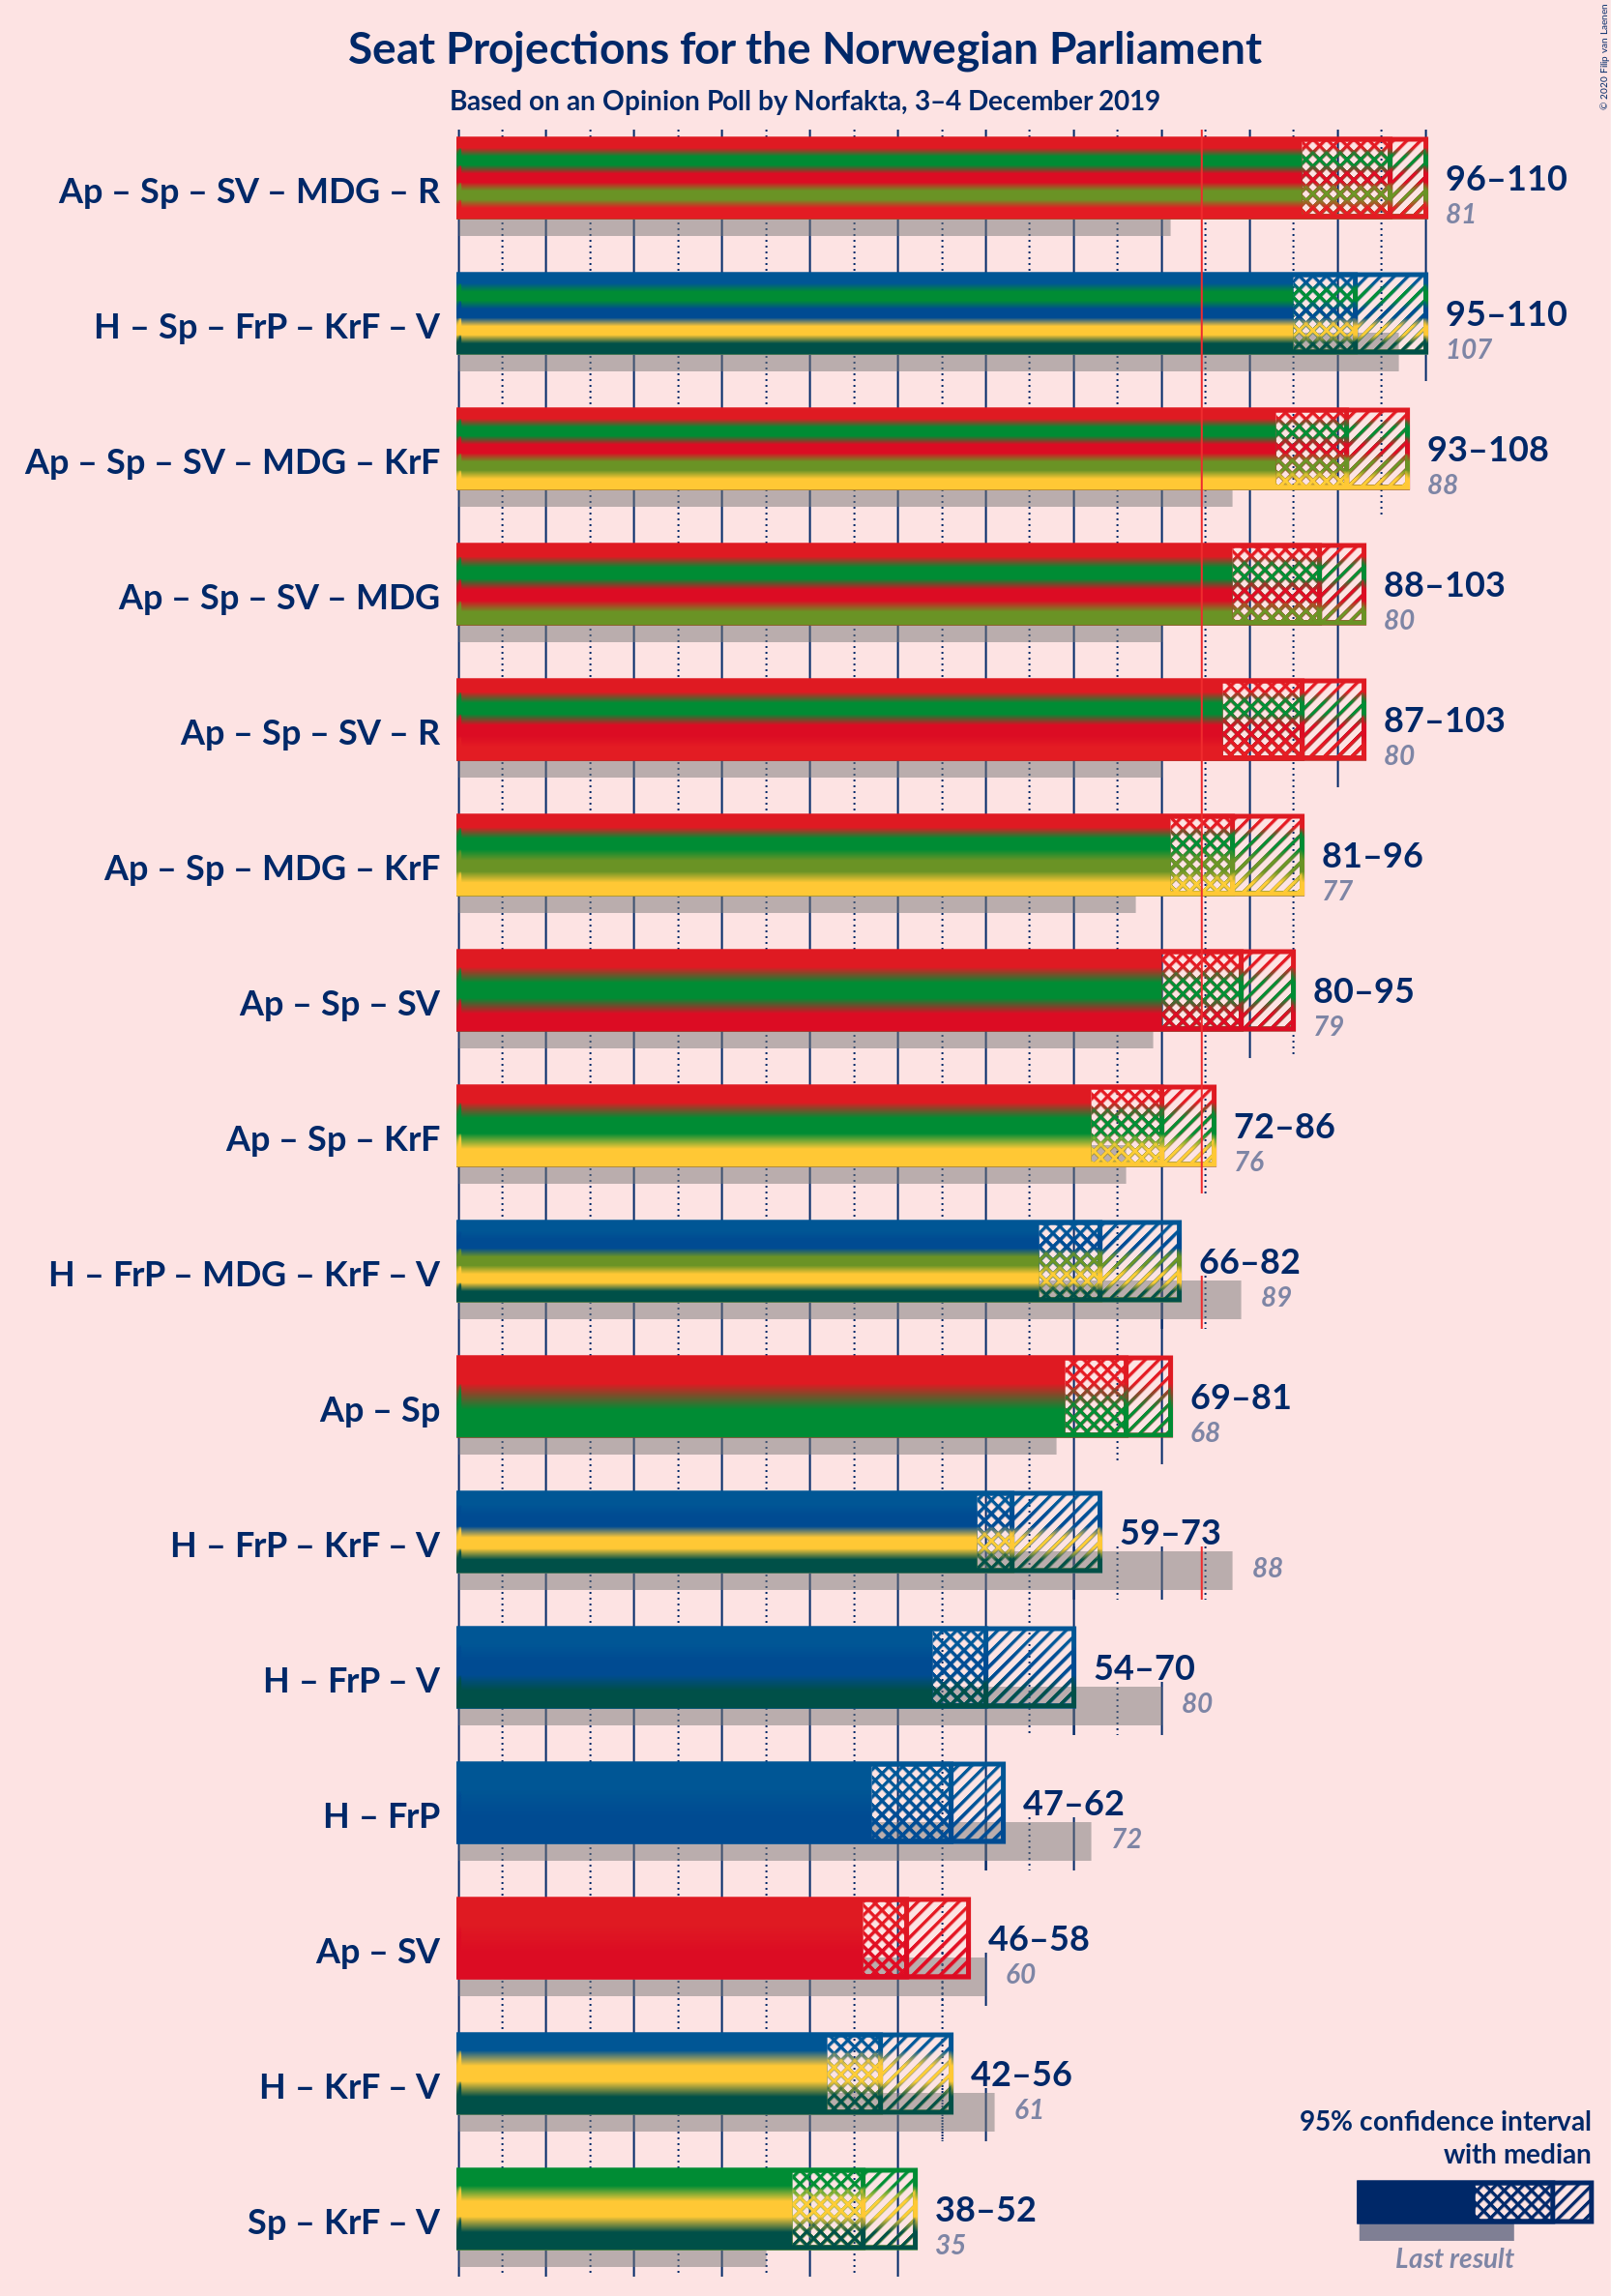 Seat Projections for the Norwegian Parliament
Based on an Opinion Poll by Norfakta, 3–4 December 2019
© 2020 Filip van Laenen
Ap – Sp – SV – MDG – R
96–110
81
H – Sp – FrP – KrF – V
95–110
107
Ap – Sp – SV – MDG – KrF
93–108
88
Ap – Sp – SV – MDG
88–103
80
Ap – Sp – SV – R
87–103
80
Ap – Sp – MDG – KrF
81–96
77
Ap – Sp – SV
80–95
79
Ap – Sp – KrF
72–86
76
H – FrP – MDG – KrF – V
66–82
89
Ap – Sp
69–81
68
H – FrP – KrF – V
59–73
88
H – FrP – V
54–70
80
H – FrP
47–62
72
Ap – SV
46–58
60
H – KrF – V
42–56
61
Sp – KrF – V
38–52
35
95% confidence interval
with median
Last result